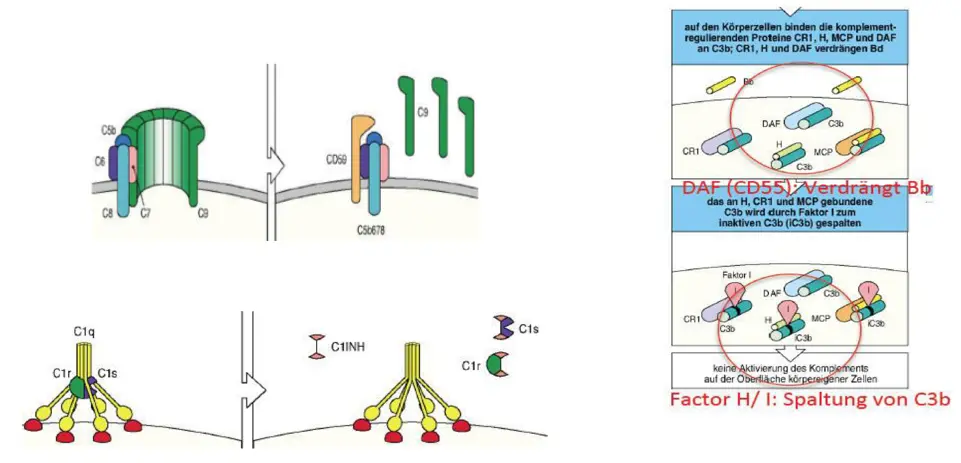 C5b
C6
C8
C7
C9
CD59
C9
C5b678
C1q
C1r
C1s
C1INH
C1s
C1r
auf den Körperzellen binden die komplement-
regulierenden Proteine CR1, H, MCP und DAF
an C3b; CR1, H und DAF verdrängen Bd
Bb
DAF
C3b
CR1
H
MCP
C3b
DAF (CD55): Verdrängt Bb
das an H, CR1 und MCP gebundene
C3b wird durch Faktor I zum
inaktiven C3b (iC3b) gespalten
Faktor I
I
I
I
DAF
C3b
CR1
C3b
H
iC3b
MCP
iC3b
keine Aktivierung des Komplements
auf der Oberfläche körpereigener Zellen
Factor H/ I: Spaltung von C3b